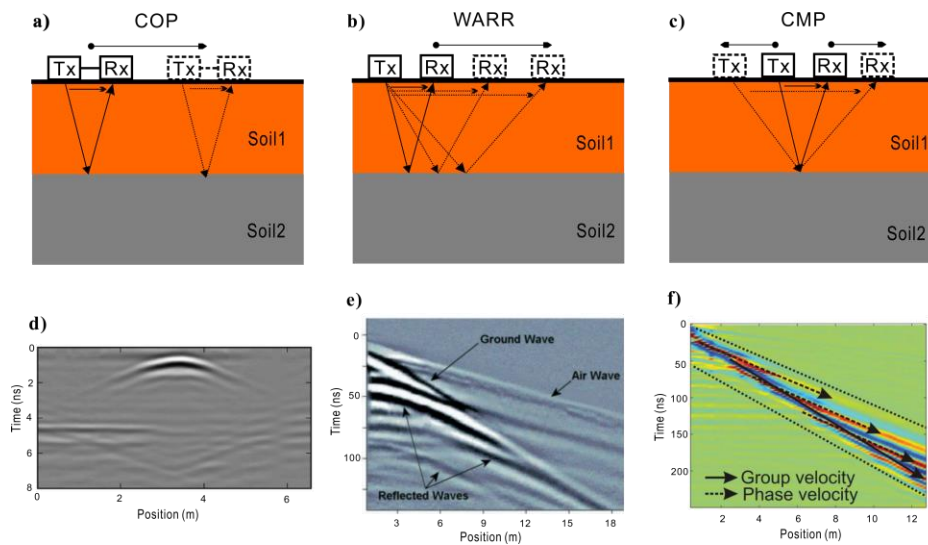 a) COP
Tx Rx Tx Rx
Soil1
Soil2
b) WARR
Tx Rx Rx Rx
Soil1
Soil2
c) CMP
Tx Tx Rx Rx
Soil1
Soil2
d)
0
2
4
6
8
Time (ns)
0 2 4 6
Position (m)
e)
0
50
100
Time (ns)
Ground Wave
Air Wave
Reflected Waves
3 6 9 12 15 18
Position (m)
f)
0
50
100
150
200
Time (ns)
Group velocity
Phase velocity
2 4 6 8 10 12
Position (m)